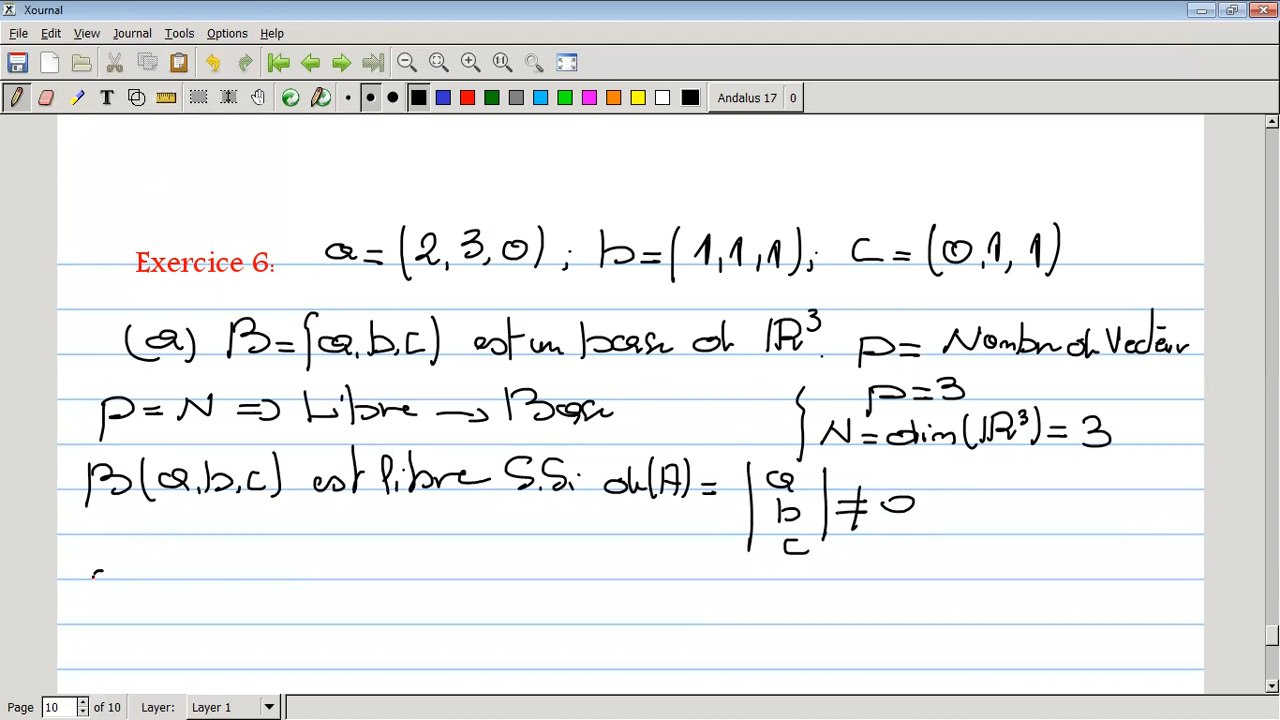 Xournal
File Edit View Journal Tools Options Help
Andalus 17 0
Exercice 6: a = (2, 3, 0) ; b = (1, 1, 1) ; c = (0, 1, 1)
(a) B = {a, b, c} est un base de ℝ³. p = Nombre de Vecteur
p = 3
p = N => Libre → Base
N = dim(ℝ³) = 3
B(a, b, c) est libre S.Si det(A) = | a b c | ≠ 0
Page 10 of 10 Layer: Layer 1